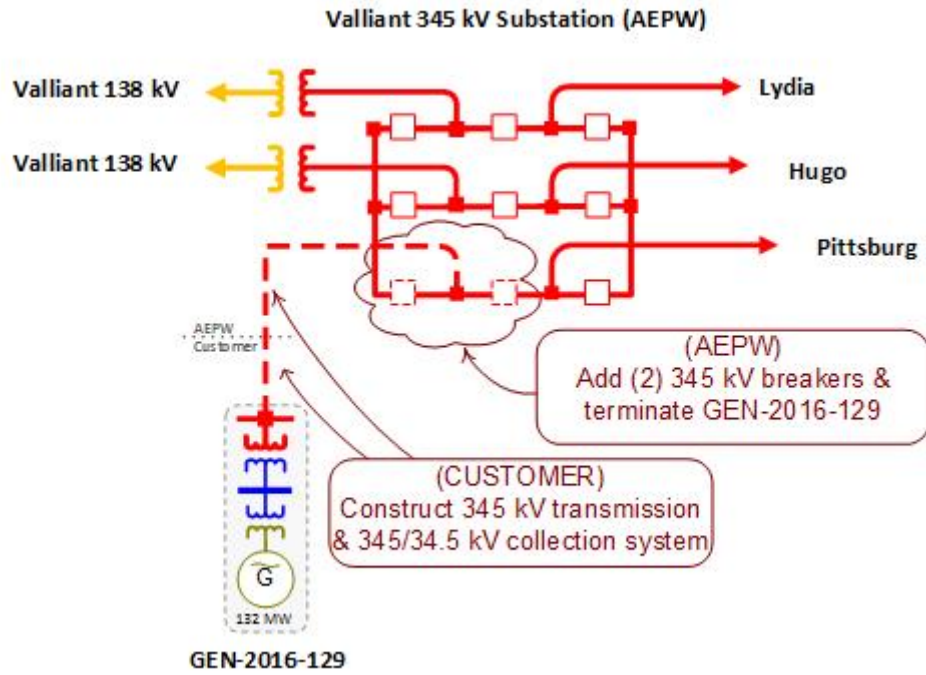 Valliant 345 kV Substation (AEPW)
Valliant 138 kV
Lydia
Valliant 138 kV
Hugo
Pittsburg
AEPW
Customer
(AEPW)
Add (2) 345 kV breakers &
terminate GEN-2016-129
(CUSTOMER)
Construct 345 kV transmission
& 345/34.5 kV collection system
G
132 MW
GEN-2016-129